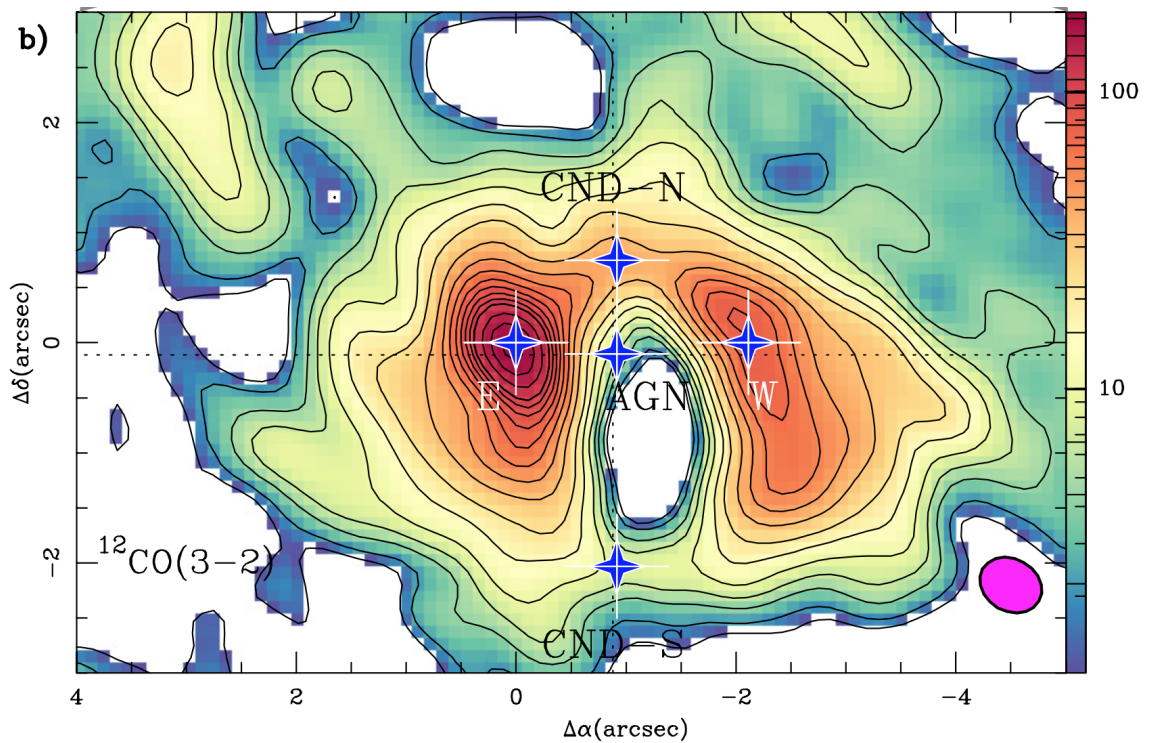 b)
100
10
2
0
-2
Δδ(arcsec)
CND-N
E
AGN
W
¹²CO(3-2)
CND-S
4
2
0
-2
-4
Δα(arcsec)